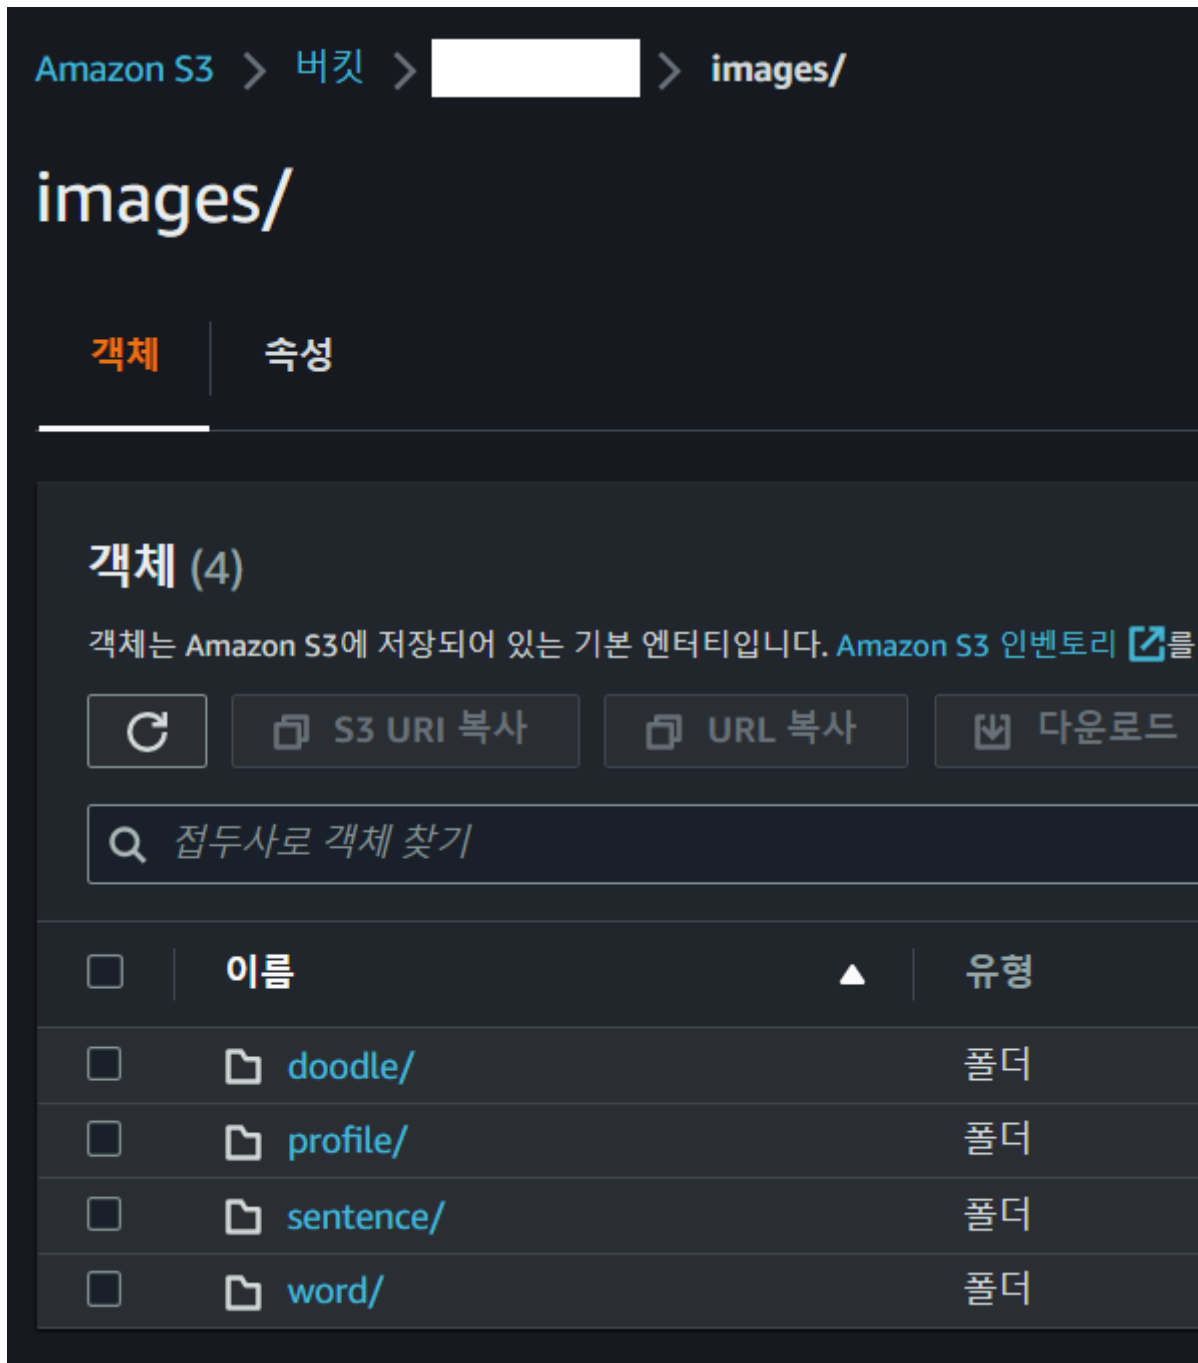 Amazon S3 > 버킷 > > images/
images/
객체 속성
객체 (4)
객체는 Amazon S3에 저장되어 있는 기본 엔터티입니다. Amazon S3 인벤토리 를
S3 URI 복사 URL 복사 다운로드
접두사로 객체 찾기
이름 유형
doodle/ 폴더
profile/ 폴더
sentence/ 폴더
word/ 폴더